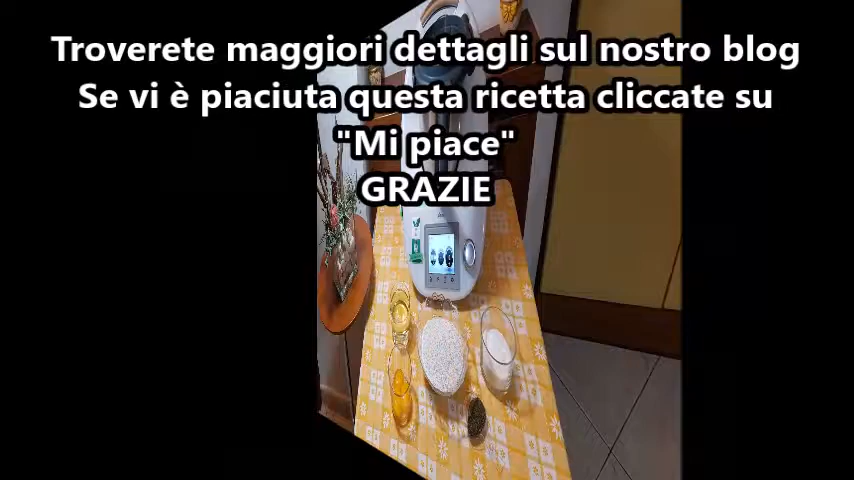 Troverete maggiori dettagli sul nostro blog
Se vi è piaciuta questa ricetta cliccate su
"Mi piace"
GRAZIE